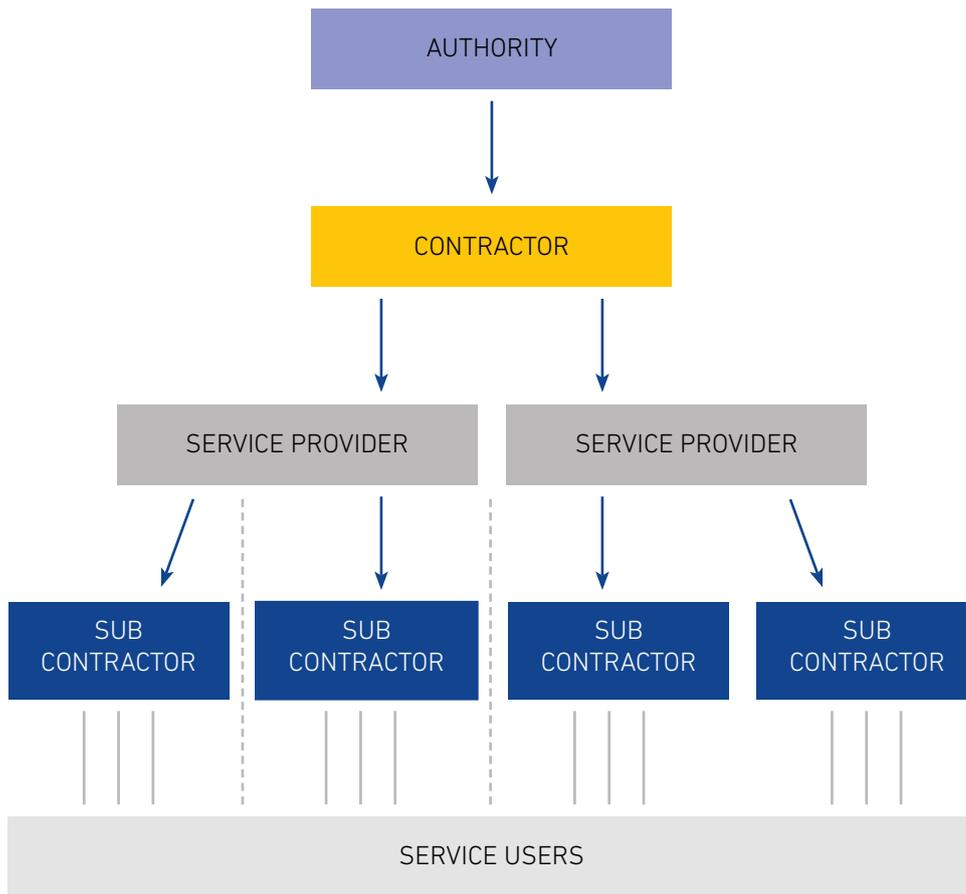 AUTHORITY
CONTRACTOR
SERVICE PROVIDER
SERVICE PROVIDER
SUB
CONTRACTOR
SUB
CONTRACTOR
SUB
CONTRACTOR
SUB
CONTRACTOR
SERVICE USERS